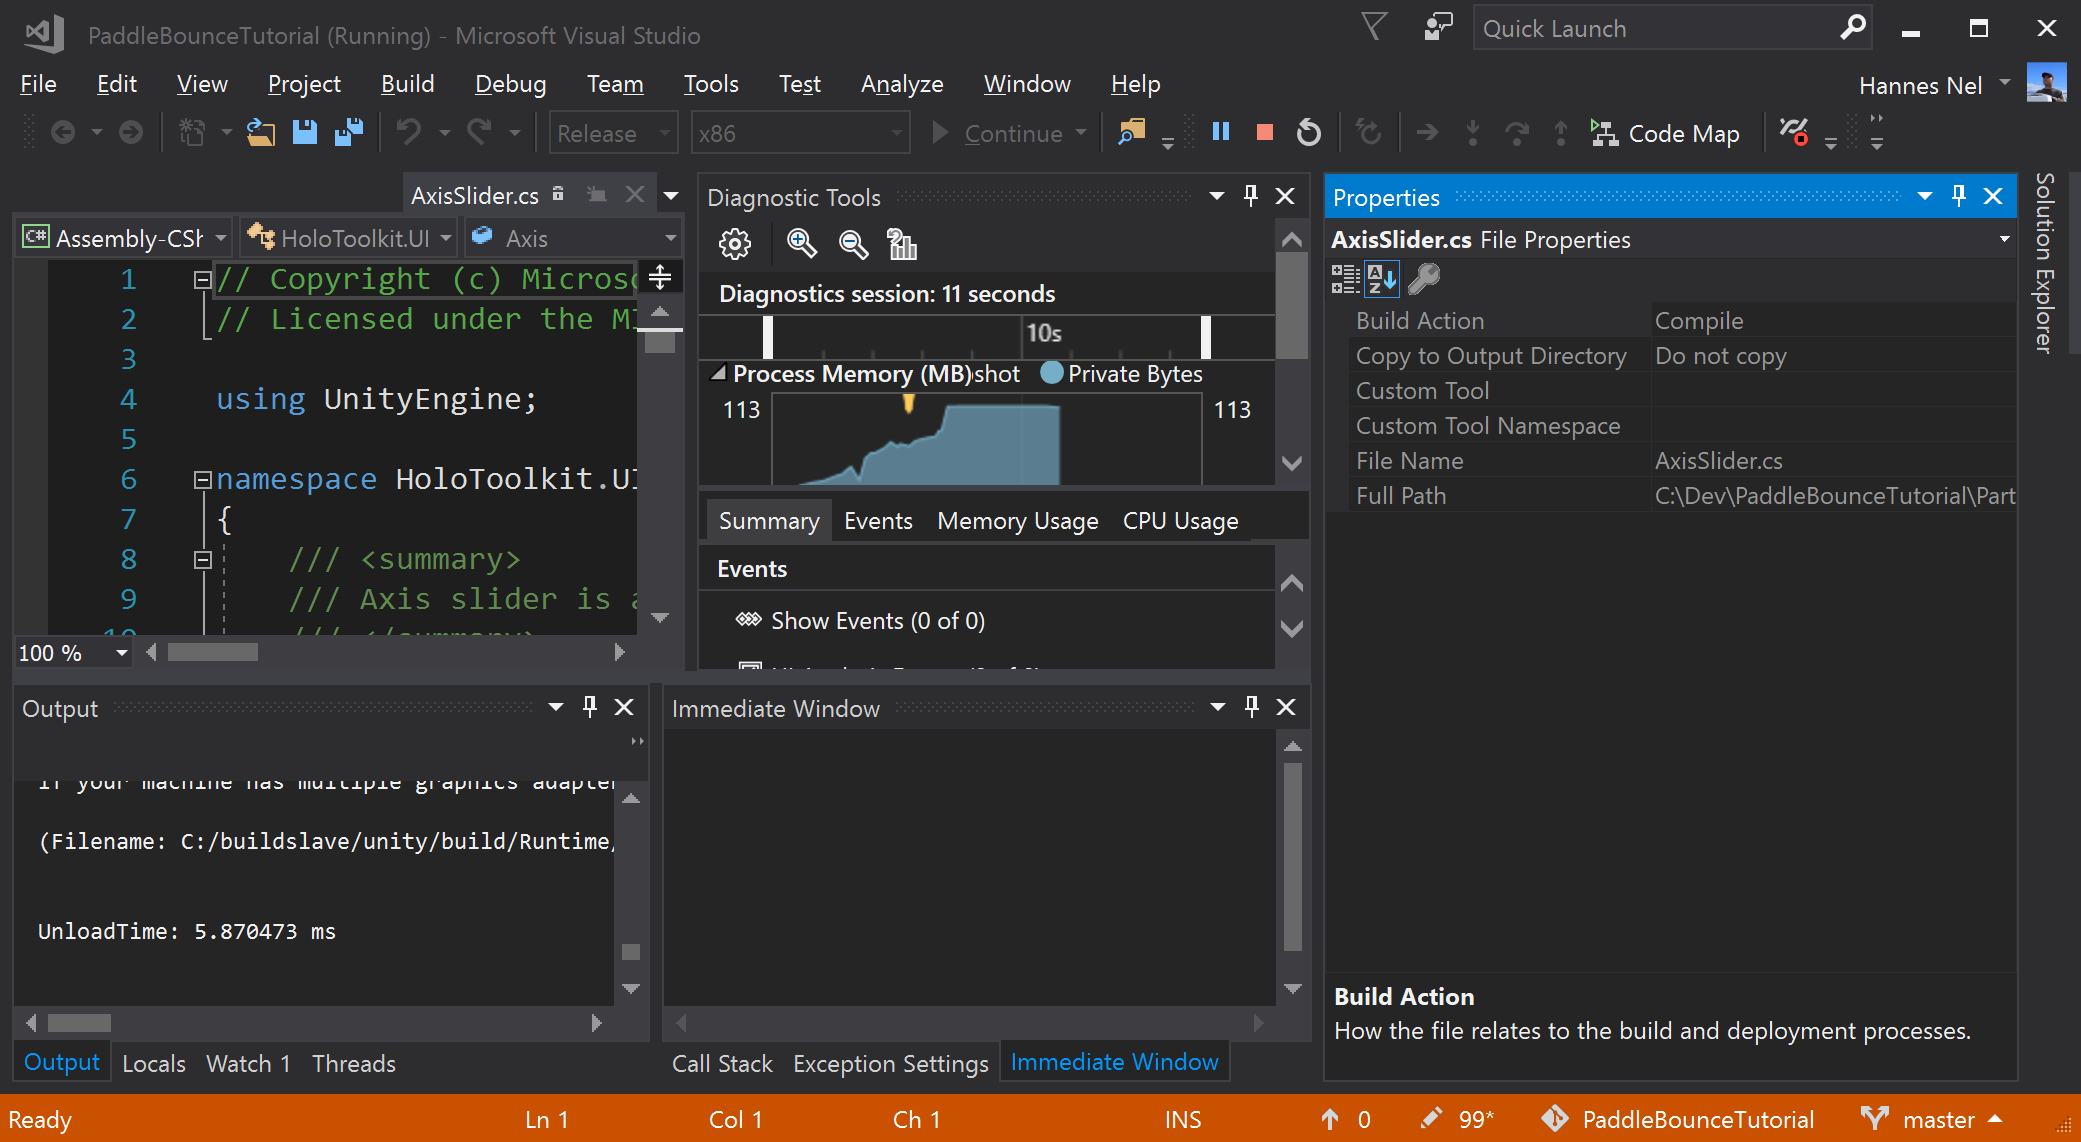 PaddleBounceTutorial (Running) - Microsoft Visual Studio
Quick Launch
File Edit View Project Build Debug Team Tools Test Analyze Window Help
Hannes Nel
Release x86 Continue Code Map
AxisSlider.cs
C# Assembly-CSh HoloToolkit.UI Axis
1 // Copyright (c) Microso
2 // Licensed under the MI
3
4 using UnityEngine;
5
6 namespace HoloToolkit.UI
7 {
8 /// <summary>
9 /// Axis slider is a
10 /// </summary>
100 %
Diagnostic Tools
Diagnostics session: 11 seconds
10s
Process Memory (MB) shot Private Bytes
113 113
Summary Events Memory Usage CPU Usage
Events
Show Events (0 of 0)
Properties
AxisSlider.cs File Properties
Build Action Compile
Copy to Output Directory Do not copy
Custom Tool
Custom Tool Namespace
File Name AxisSlider.cs
Full Path C:\Dev\PaddleBounceTutorial\Part
Build Action
How the file relates to the build and deployment processes.
Solution Explorer
Output
If your machine has multiple graphics adapter
(Filename: C:/buildslave/unity/build/Runtime/
UnloadTime: 5.870473 ms
Output Locals Watch 1 Threads
Immediate Window
Call Stack Exception Settings Immediate Window
Ready Ln 1 Col 1 Ch 1 INS 0 99* PaddleBounceTutorial master